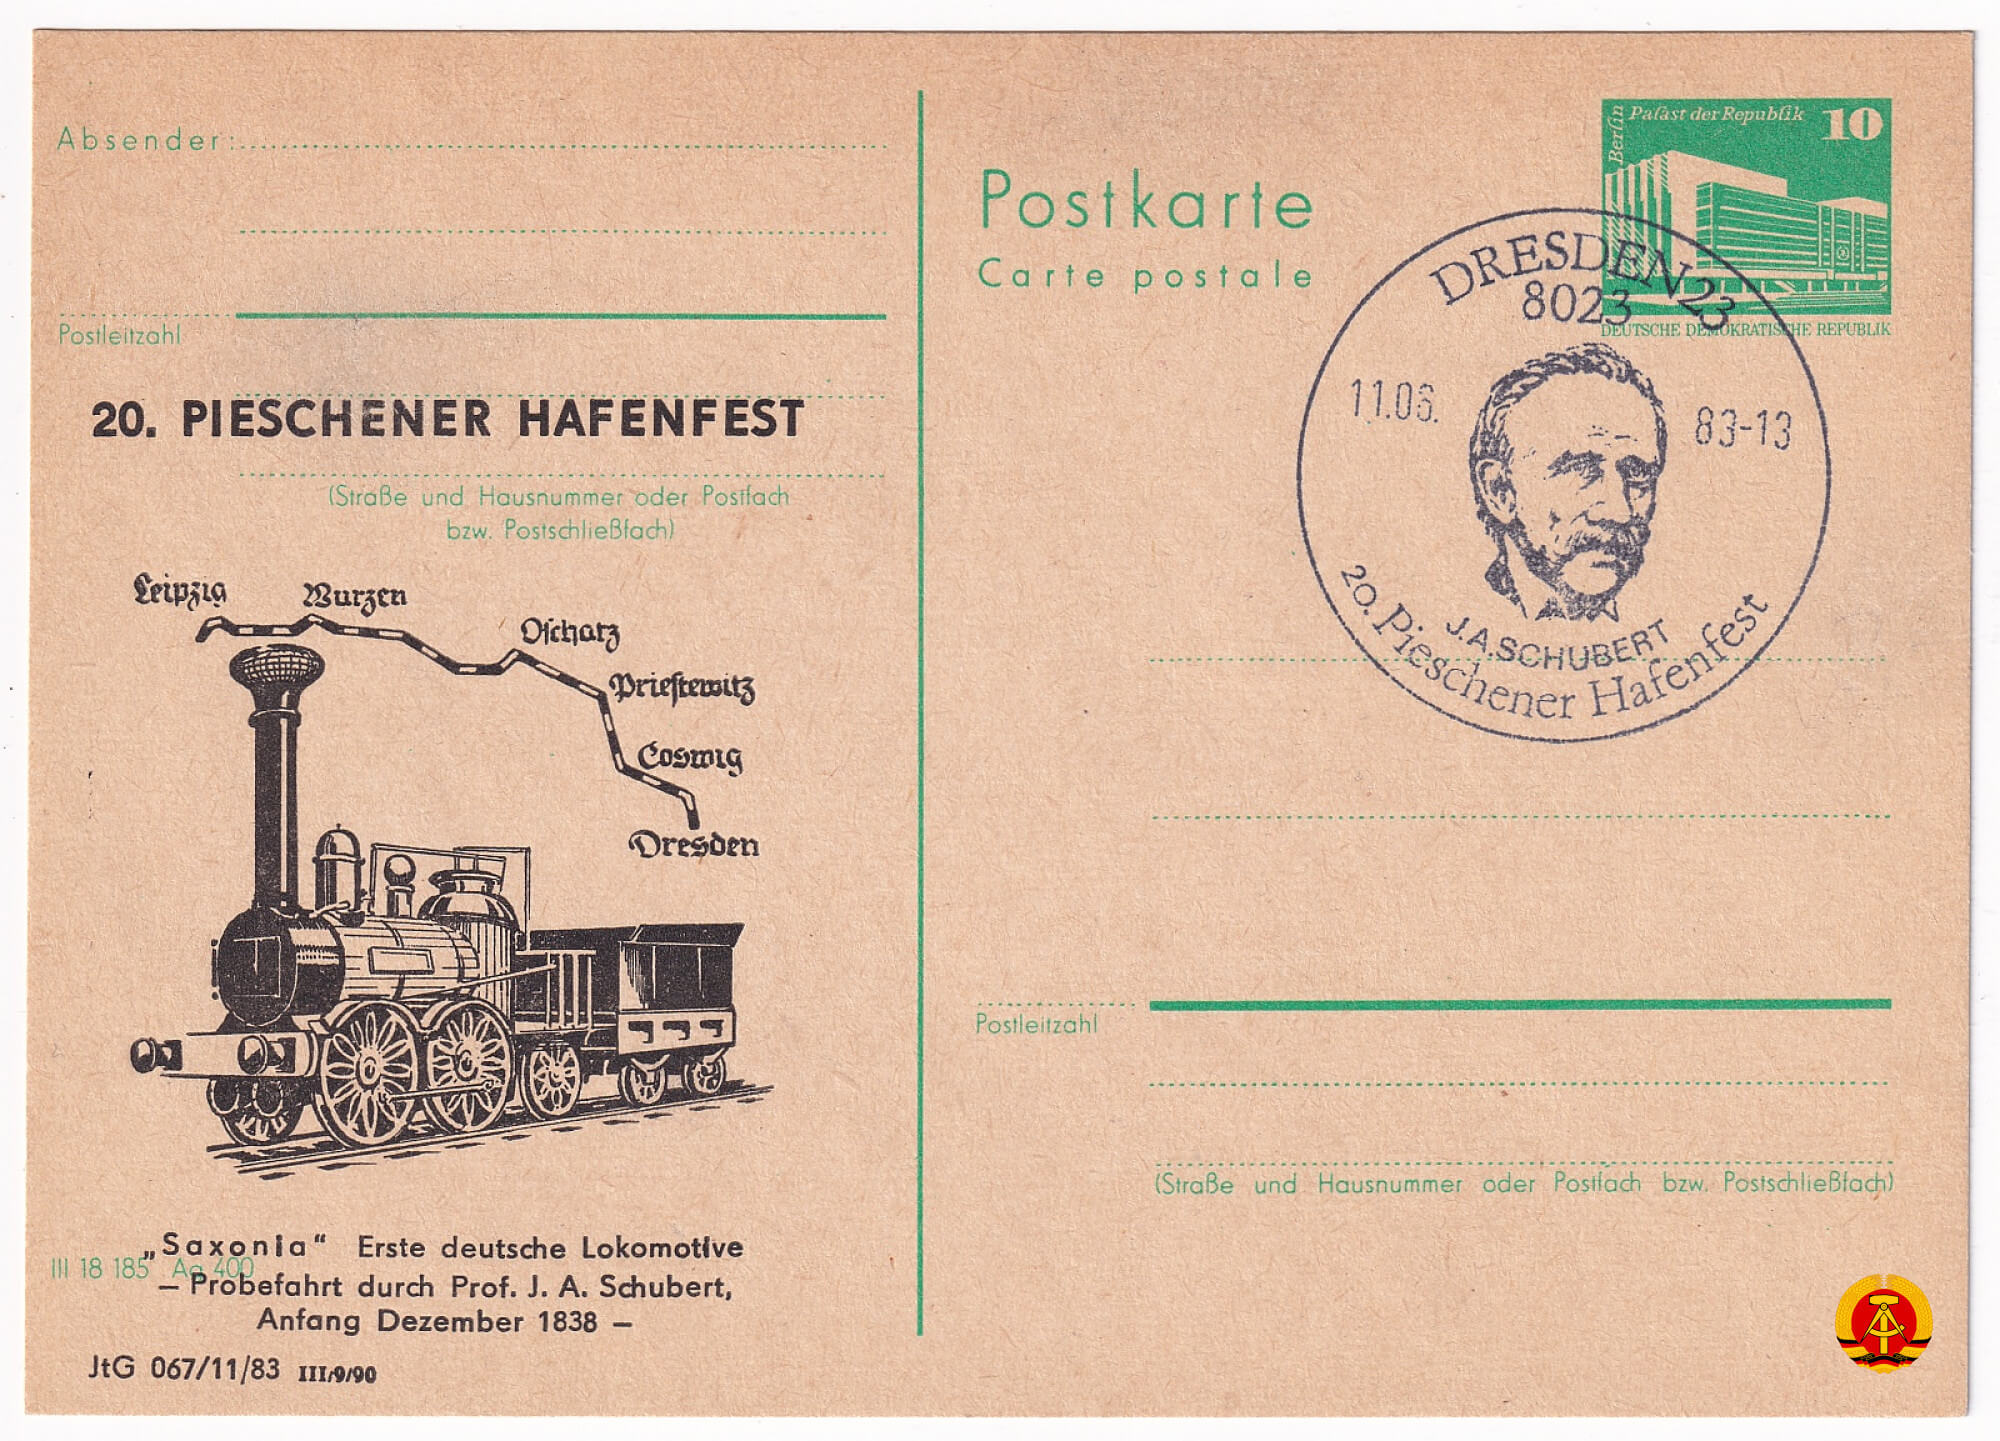 Absender:
Postleitzahl
20. PIESCHENER HAFENFEST
(Straße und Hausnummer oder Postfach
bzw. Postschließfach)
Leipzig
Wurzen
Oschatz
Priestewitz
Coswig
Dresden
„Saxonia“ Erste deutsche Lokomotive
III 18 185 Ag 400
— Probefahrt durch Prof. J. A. Schubert,
Anfang Dezember 1838 —
JtG 067/11/83 III/9/90
Postkarte
Carte postale
Berlin
Palast der Republik
10
DEUTSCHE DEMOKRATISCHE REPUBLIK
DRESDEN 23
8023
11.06.
83-13
J.A.SCHUBERT
20. Pieschener Hafenfest
Postleitzahl
(Straße und Hausnummer oder Postfach bzw. Postschließfach)